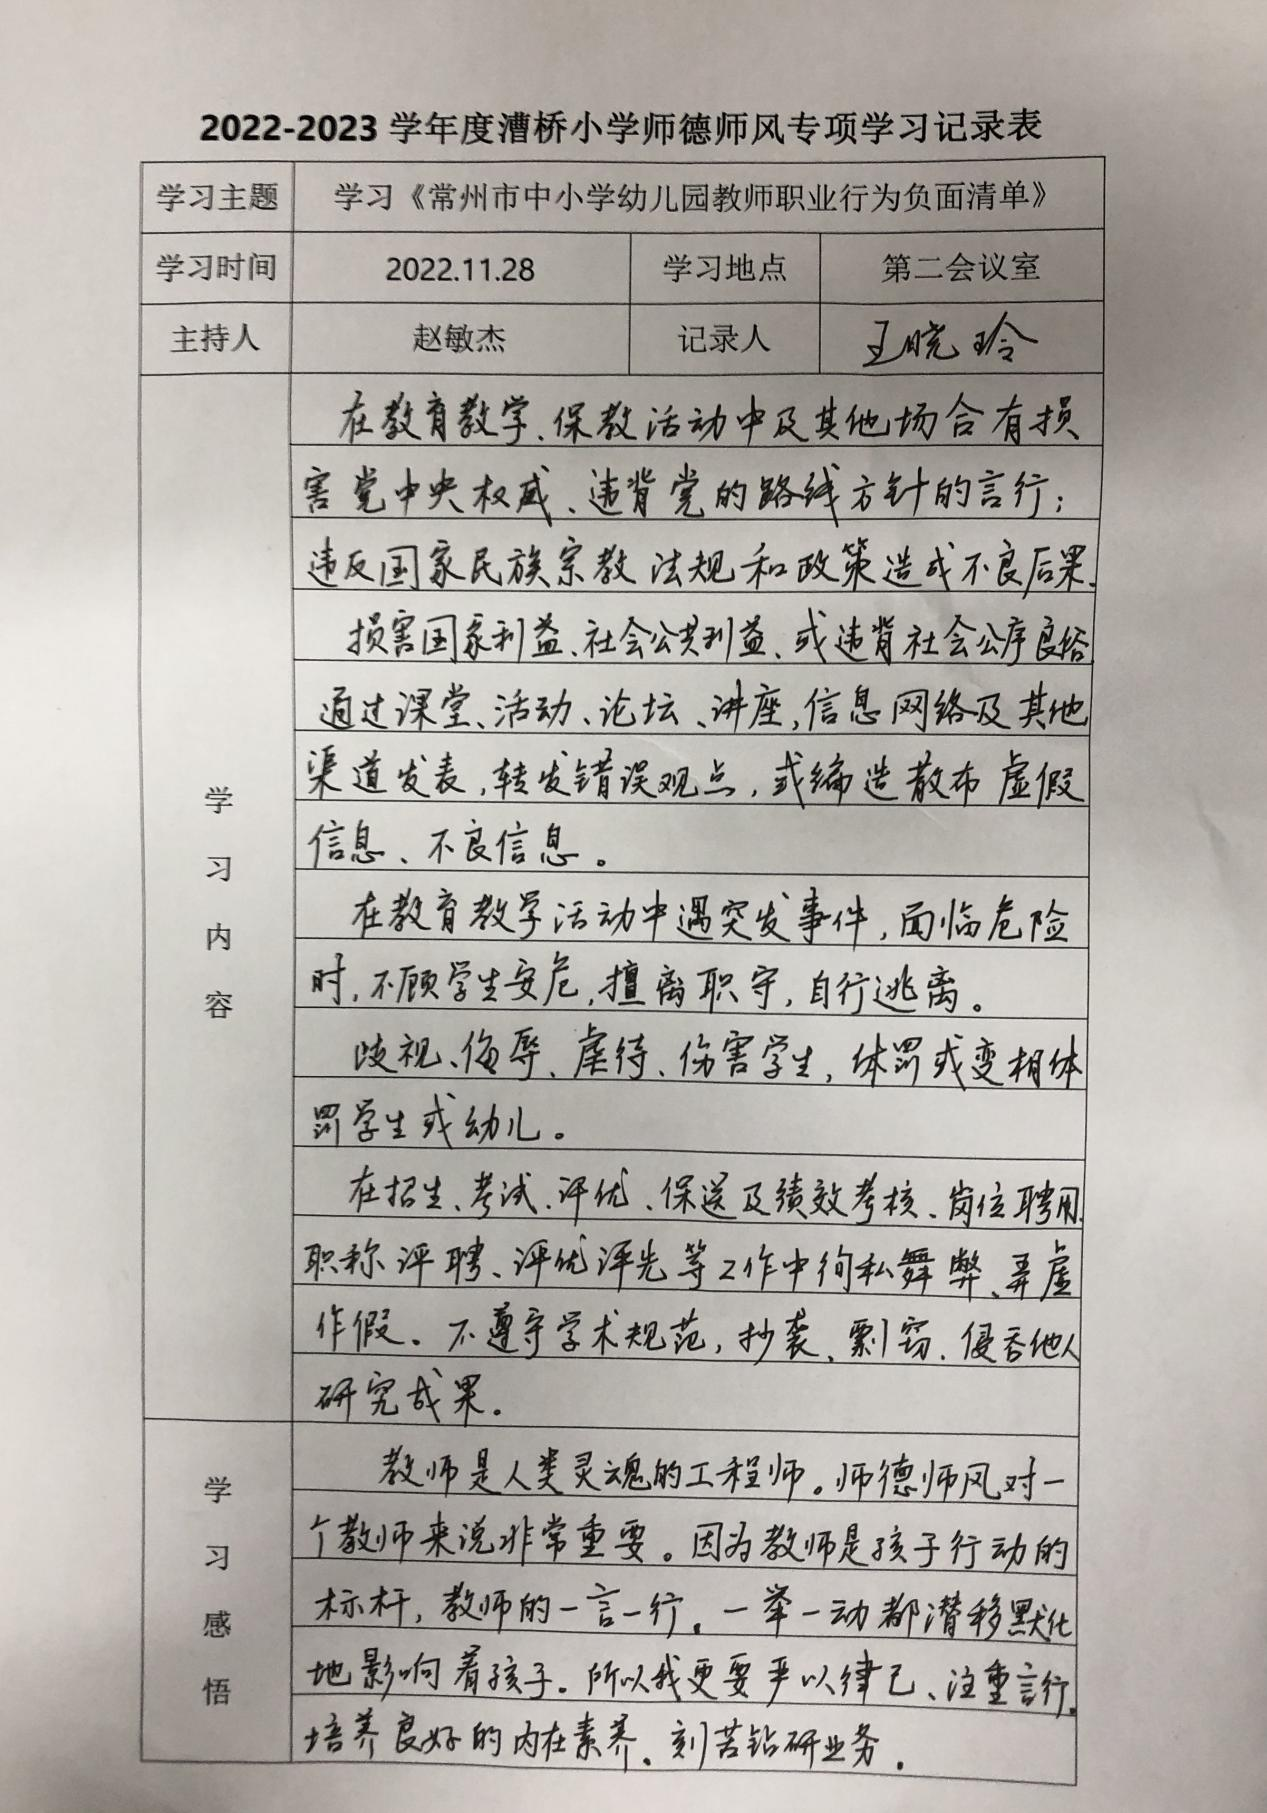 2022-2023 学年度漕桥小学师德师风专项学习记录表
学习主题 学习《常州市中小学幼儿园教师职业行为负面清单》
学习时间 2022.11.28 学习地点 第二会议室
主持人 赵敏杰 记录人 王晓玲
学习内容
在教育教学、保教活动中及其他场合有损
害党中央权威、违背党的路线方针的言行；
违反国家民族宗教法规和政策造成不良后果.
损害国家利益、社会公共利益、或违背社会公序良俗
通过课堂、活动、论坛、讲座,信息网络及其他
渠道发表,转发错误观点,或编造散布虚假
信息、不良信息。
在教育教学活动中遇突发事件,面临危险
时,不顾学生安危,擅离职守,自行逃离。
歧视、侮辱、虐待、伤害学生,体罚或变相体
罚学生或幼儿。
在招生、考试、评优、保送及绩效考核、岗位聘用、
职称评聘、评优评先等工作中徇私舞弊、弄虚
作假。不遵守学术规范,抄袭、剽窃、侵吞他人
研究成果。
学习感悟
教师是人类灵魂的工程师。师德师风对一
个教师来说非常重要。因为教师是孩子行动的
标杆,教师的一言一行、一举一动都潜移默化
地影响着孩子。所以我更要严以律己、注重言行、
培养良好的内在素养、刻苦钻研业务。